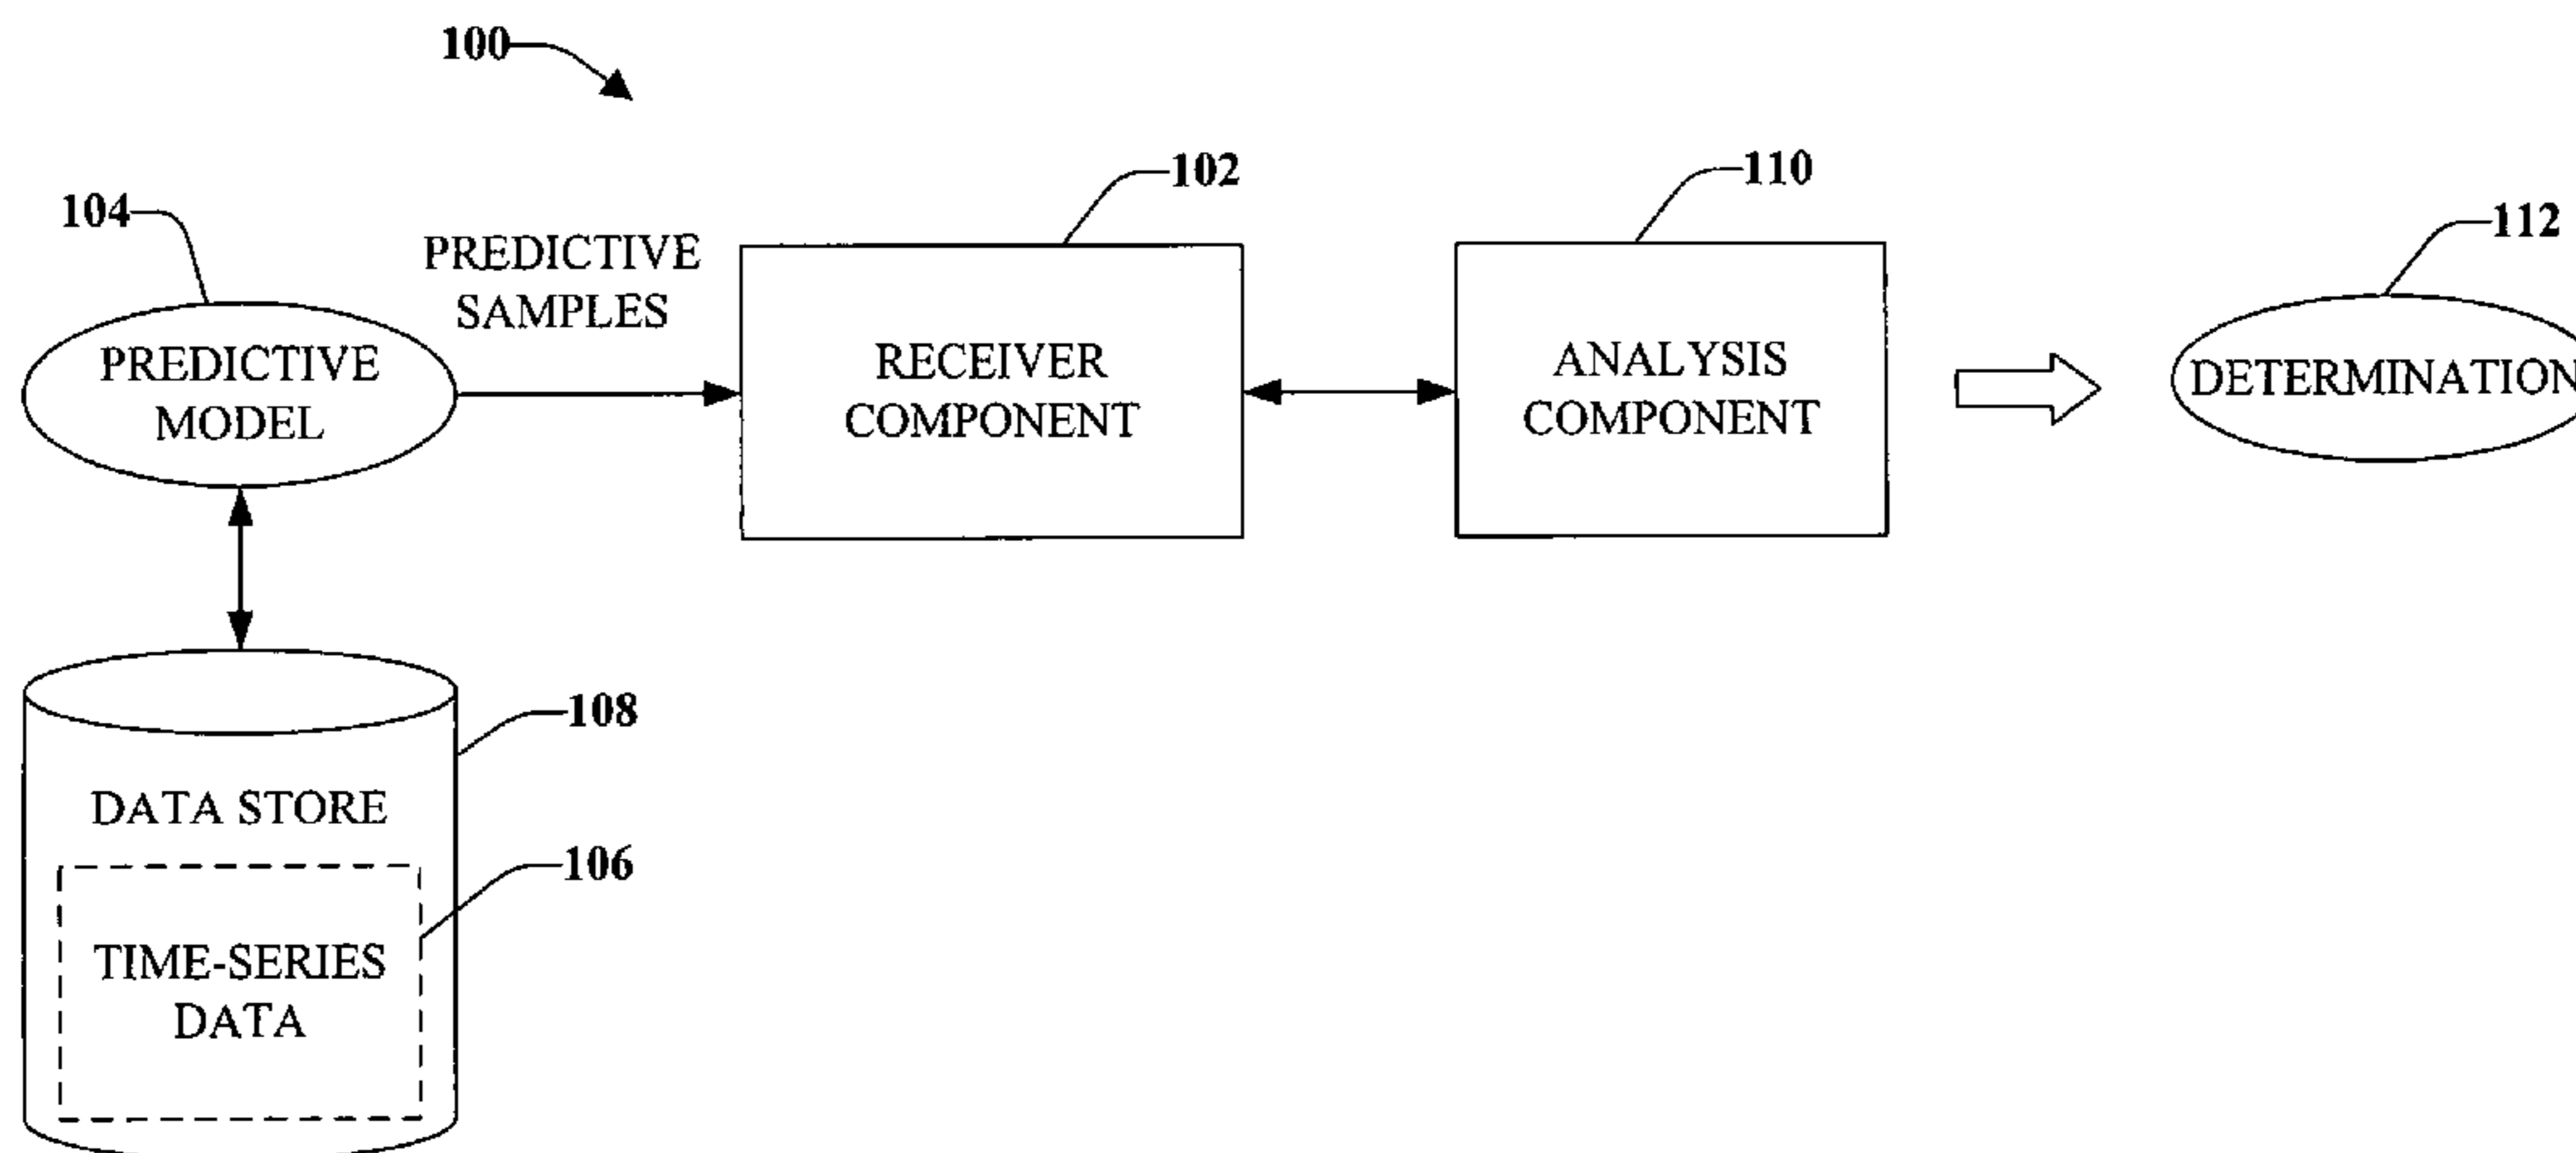 100
102
110
104
112
PREDICTIVE
SAMPLES
PREDICTIVE
MODEL
RECEIVER
COMPONENT
ANALYSIS
COMPONENT
DETERMINATION
108
DATA STORE
106
TIME-SERIES
DATA